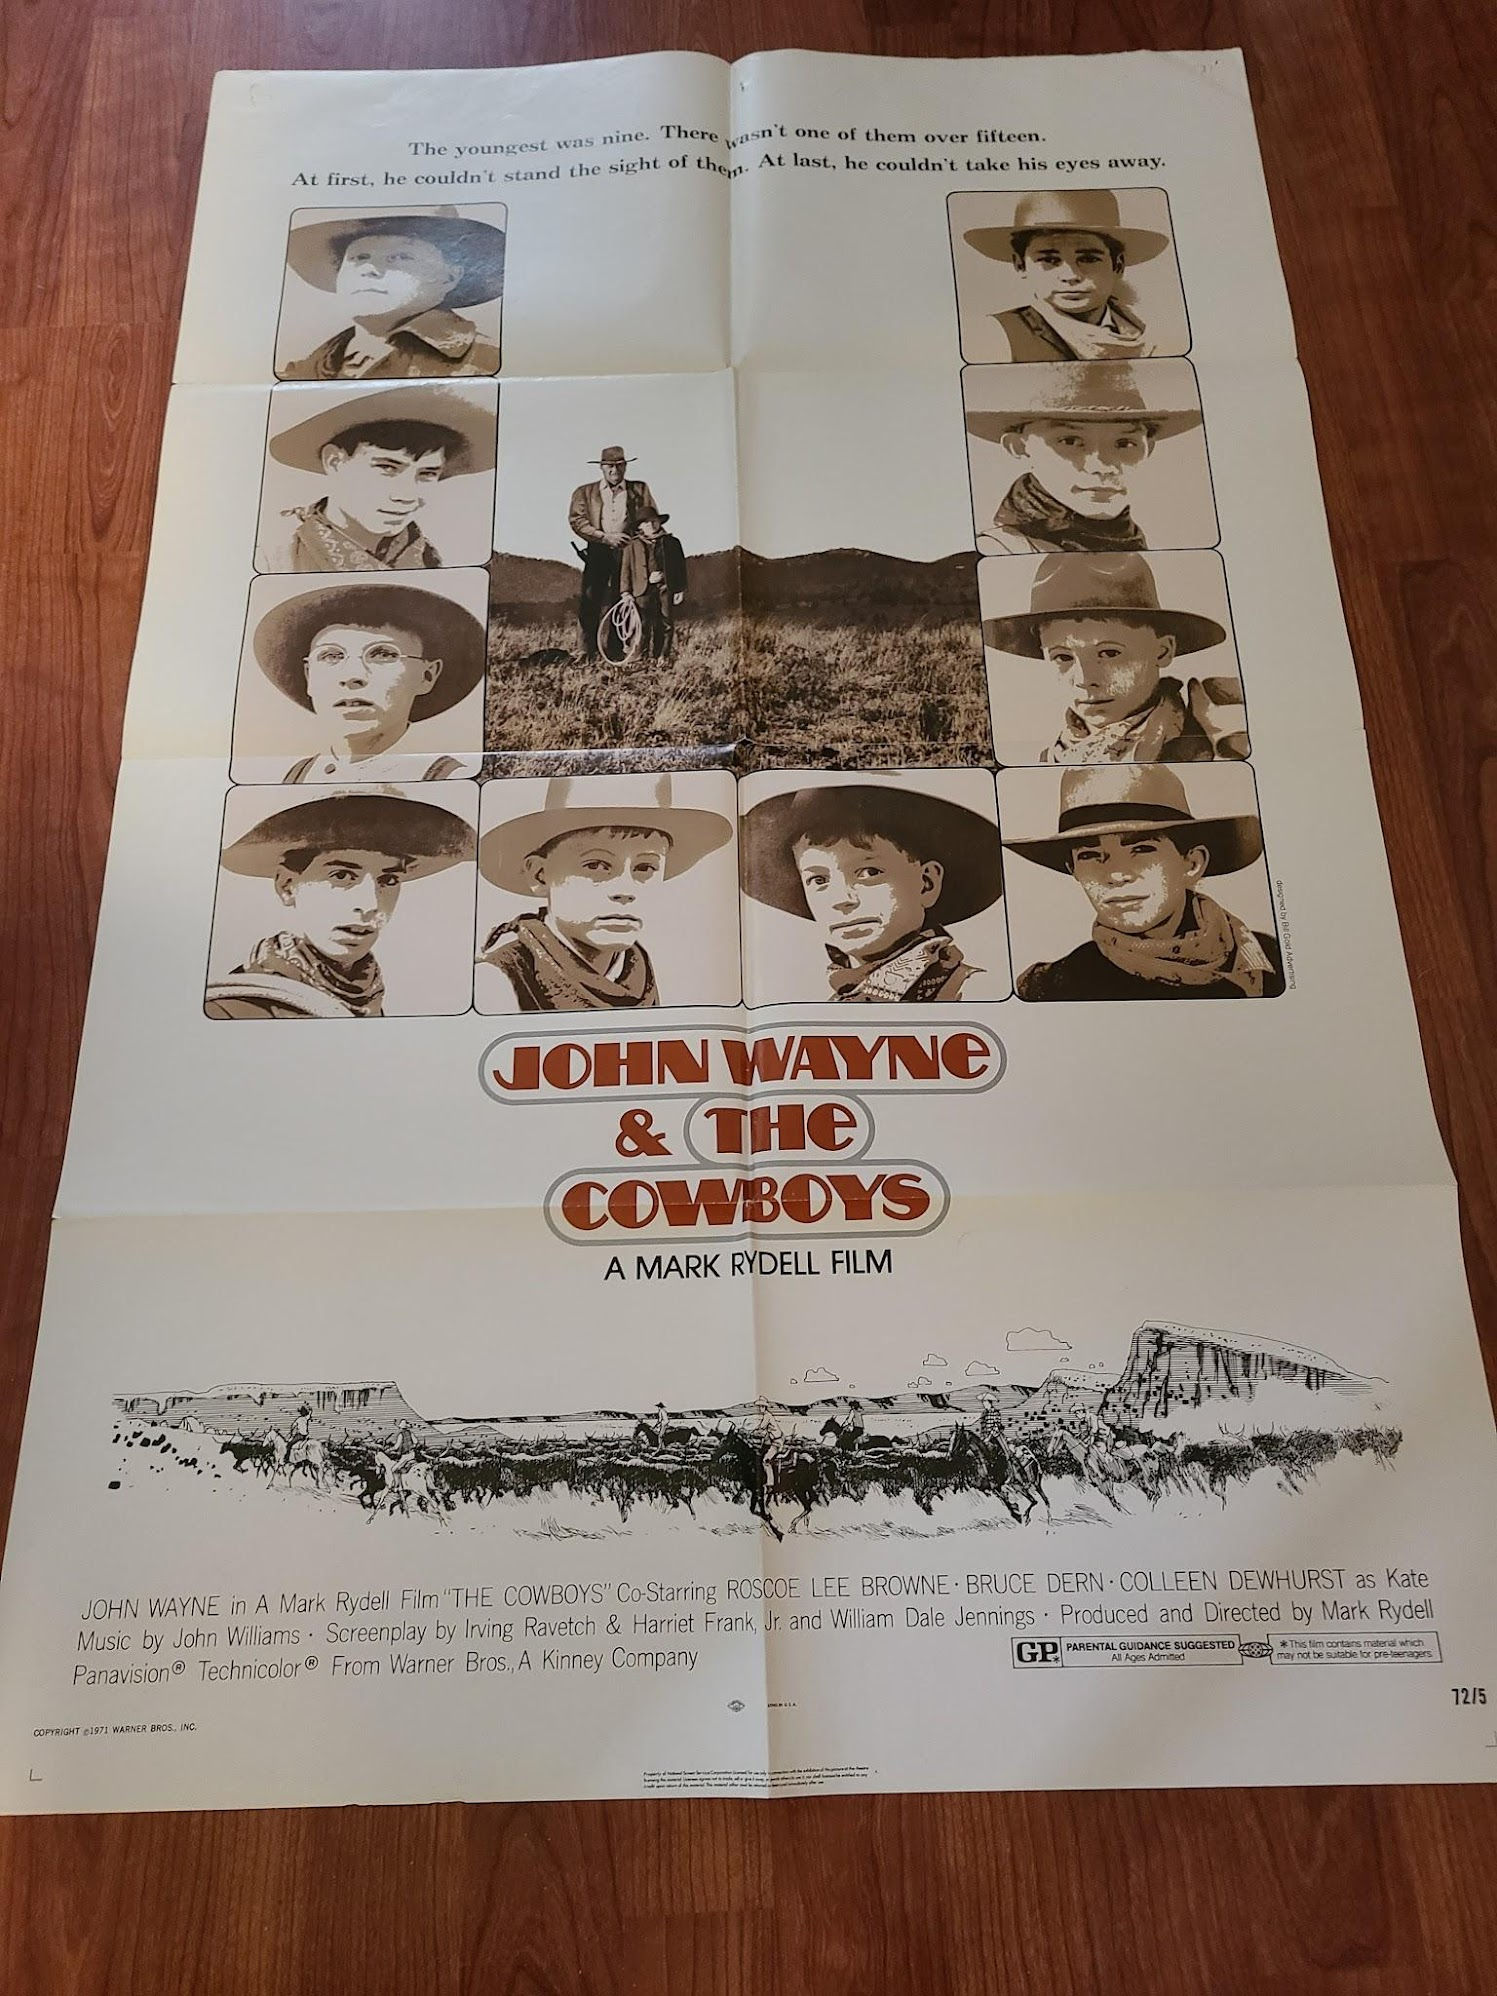 The youngest was nine. There wasn't one of them over fifteen.
At first, he couldn't stand the sight of them. At last, he couldn't take his eyes away.
designed by Bill Gold Advertising
JOHN WAYNE
& THE
COWBOYS
A MARK RYDELL FILM
JOHN WAYNE in A Mark Rydell Film "THE COWBOYS" Co-Starring ROSCOE LEE BROWNE · BRUCE DERN · COLLEEN DEWHURST as Kate
Music by John Williams · Screenplay by Irving Ravetch & Harriet Frank, Jr. and William Dale Jennings · Produced and Directed by Mark Rydell
Panavision® Technicolor® From Warner Bros., A Kinney Company
GP* PARENTAL GUIDANCE SUGGESTED
All Ages Admitted
*This film contains material which
may not be suitable for pre-teenagers
72/5
COPYRIGHT ©1971 WARNER BROS., INC.